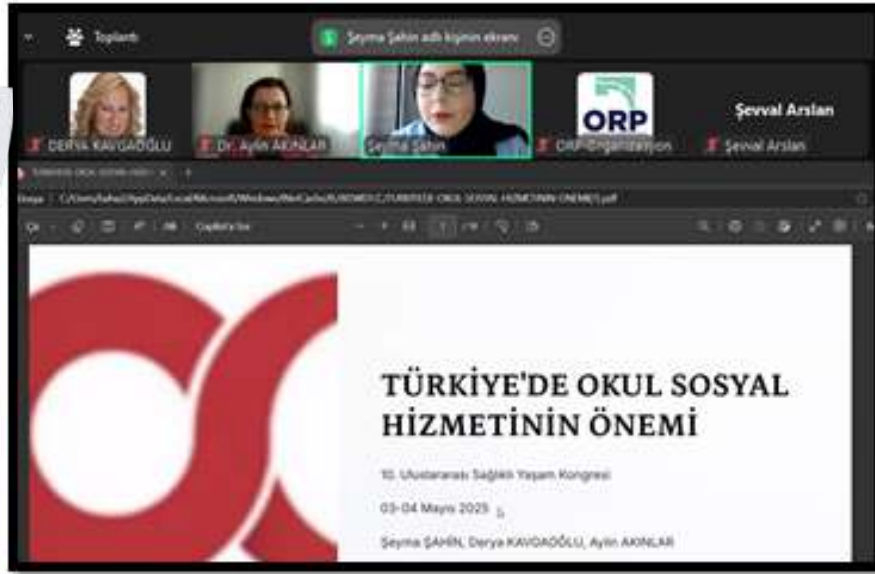 Toplantı
Şeyma Şahin adlı kişinin ekranı
ORP
Şevval Arslan
DERYA KAVGAOĞLU
Dr. Aylin AKINLAR
Şeyma Şahin
ORP Organizasyon
Şevval Arslan
Dosya
TÜRKİYE'DE OKUL SOSYAL
HİZMETİNİN ÖNEMİ
10. Uluslararası Sağlıklı Yaşam Kongresi
03-04 Mayıs 2025
Şeyma ŞAHİN, Derya KAVGAOĞLU, Aylin AKINLAR